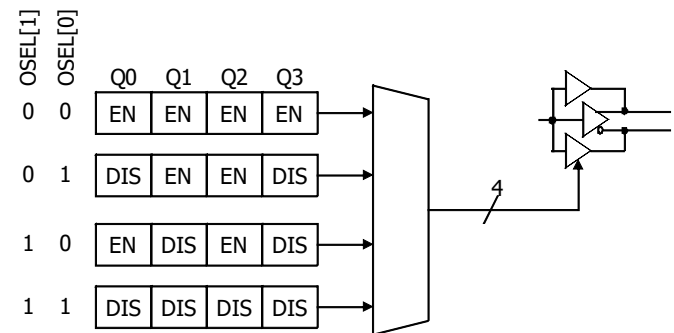 OSEL[1] OSEL[0]
Q0 Q1 Q2 Q3
0 0 EN EN EN EN
0 1 DIS EN EN DIS
4
1 0 EN DIS EN DIS
1 1 DIS DIS DIS DIS